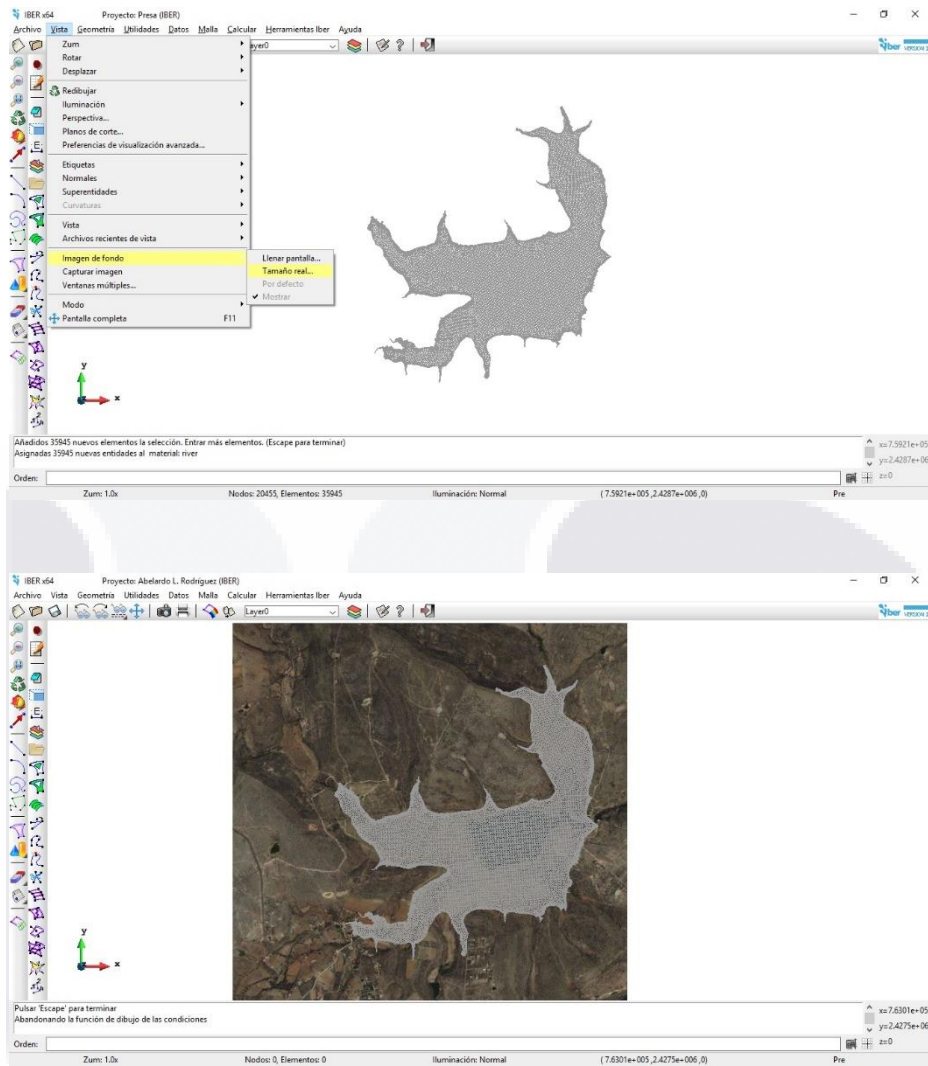 IBER x64 Proyecto: Presa (IBER)
Archivo Vista Geometría Utilidades Datos Malla Calcular Herramientas Iber Ayuda
ayer0
Iber VERSION
Zum
Rotar
Desplazar
Redibujar
Iluminación
Perspectiva...
Planos de corte...
Preferencias de visualización avanzada...
Etiquetas
Normales
Superentidades
Curvaturas
Vista
Archivos recientes de vista
Imagen de fondo Llenar pantalla...
Capturar imagen Tamaño real...
Ventanas múltiples... Por defecto
Mostrar
Modo
Pantalla completa F11
y
x
Añadidos 35945 nuevos elementos la selección. Entrar más elementos. (Escape para terminar)
Asignadas 35945 nuevas entidades al material: river
x=7.5921e+05
y=2.4287e+06
z=0
Orden:
Zum: 1.0x Nodos: 20455, Elementos: 35945 Iluminación: Normal (7.5921e+005 ,2.4287e+006 ,0) Pre
IBER x64 Proyecto: Abelardo L. Rodríguez (IBER)
Archivo Vista Geometría Utilidades Datos Malla Calcular Herramientas Iber Ayuda
Layer0
Iber VERSION
y
x
Pulsar 'Escape' para terminar
Abandonando la función de dibujo de las condiciones
x=7.6301e+05
y=2.4275e+06
z=0
Orden:
Zum: 1.0x Nodos: 0, Elementos: 0 Iluminación: Normal (7.6301e+005 ,2.4275e+006 ,0) Pre